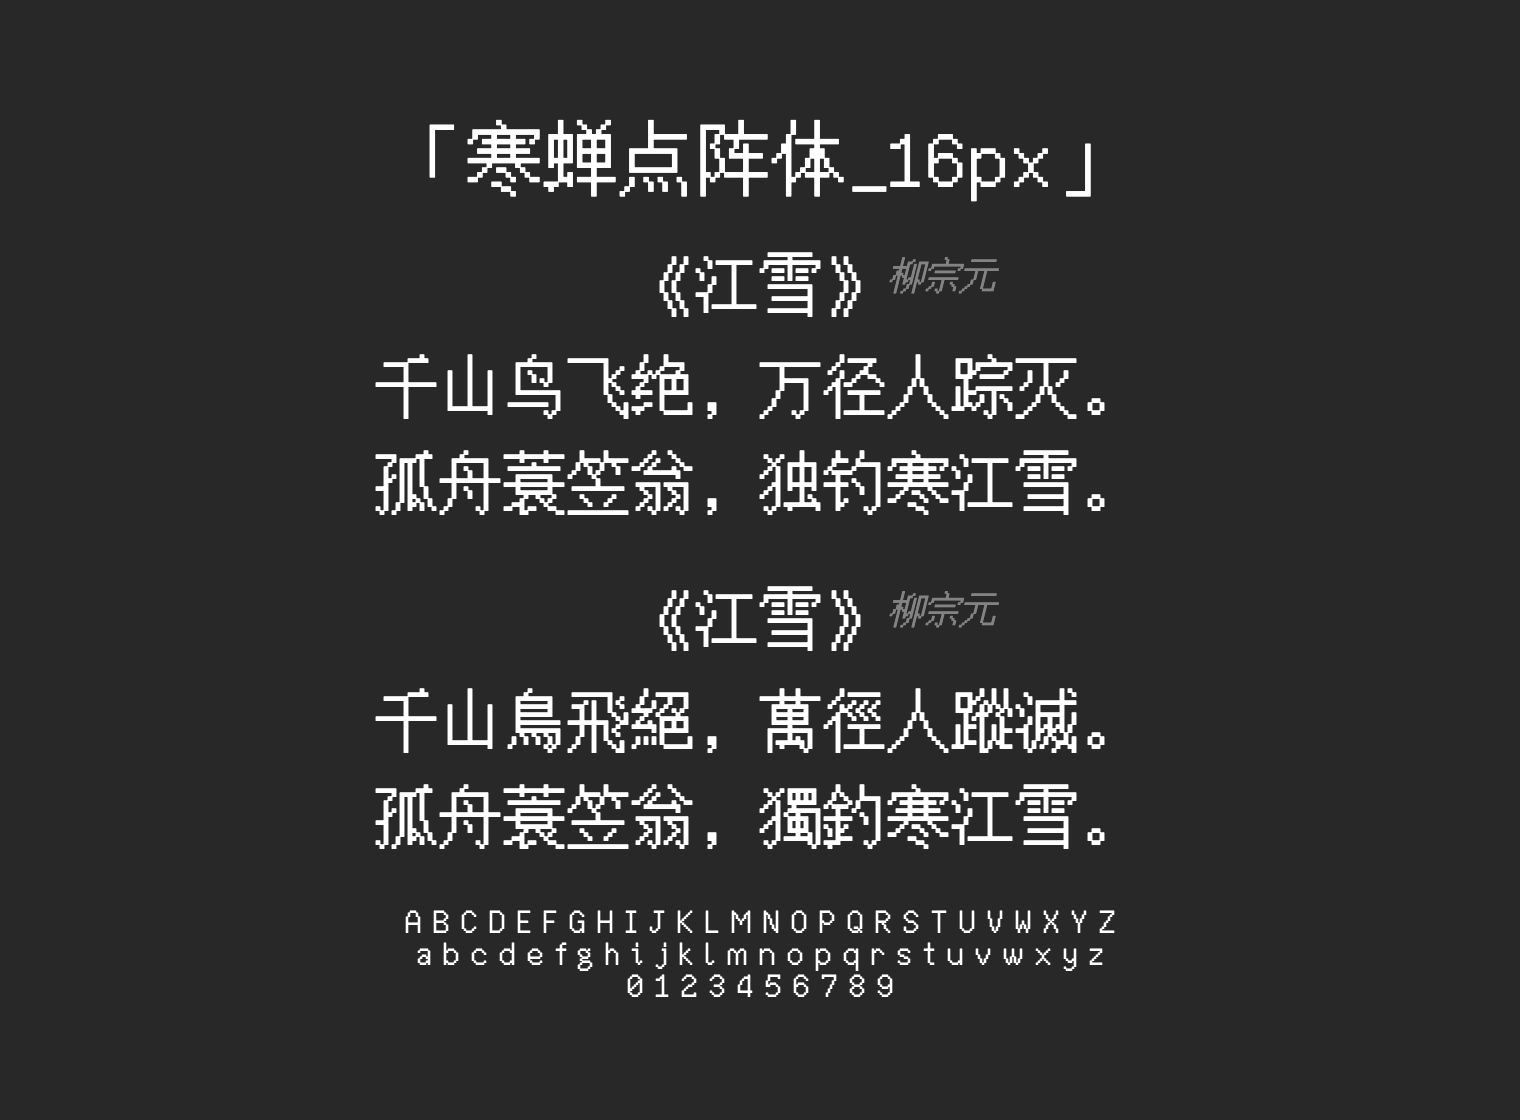 「寒蝉点阵体_16px」
《江雪》柳宗元
千山鸟飞绝，万径人踪灭。
孤舟蓑笠翁，独钓寒江雪。
《江雪》柳宗元
千山鳥飛絕，萬徑人蹤滅。
孤舟蓑笠翁，獨釣寒江雪。
ABCDEFGHIJKLMNOPQRSTUVWXYZ
abcdefghijklmnopqrstuvwxyz
0123456789